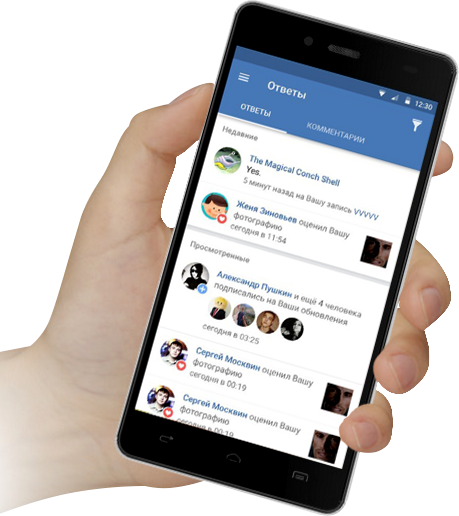 12:30
Ответы
ОТВЕТЫ
КОММЕНТАРИИ
Недавние
The Magical Conch Shell
Yes.
5 минут назад на Вашу запись VVVVV
Женя Зиновьев оценил Вашу
фотографию
сегодня в 11:54
Просмотренные
Александр Пушкин и ещё 4 человека
подписались на Ваши обновления
сегодня в 03:25
Сергей Москвин оценил Вашу
фотографию
сегодня в 00:19
Сергей Москвин оценил Вашу
фотографию
сегодня в 00:19